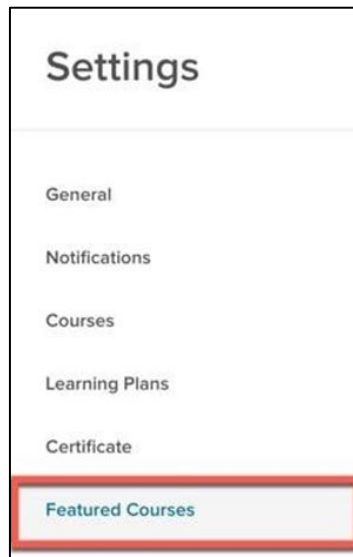 Settings
General
Notifications
Courses
Learning Plans
Certificate
Featured Courses